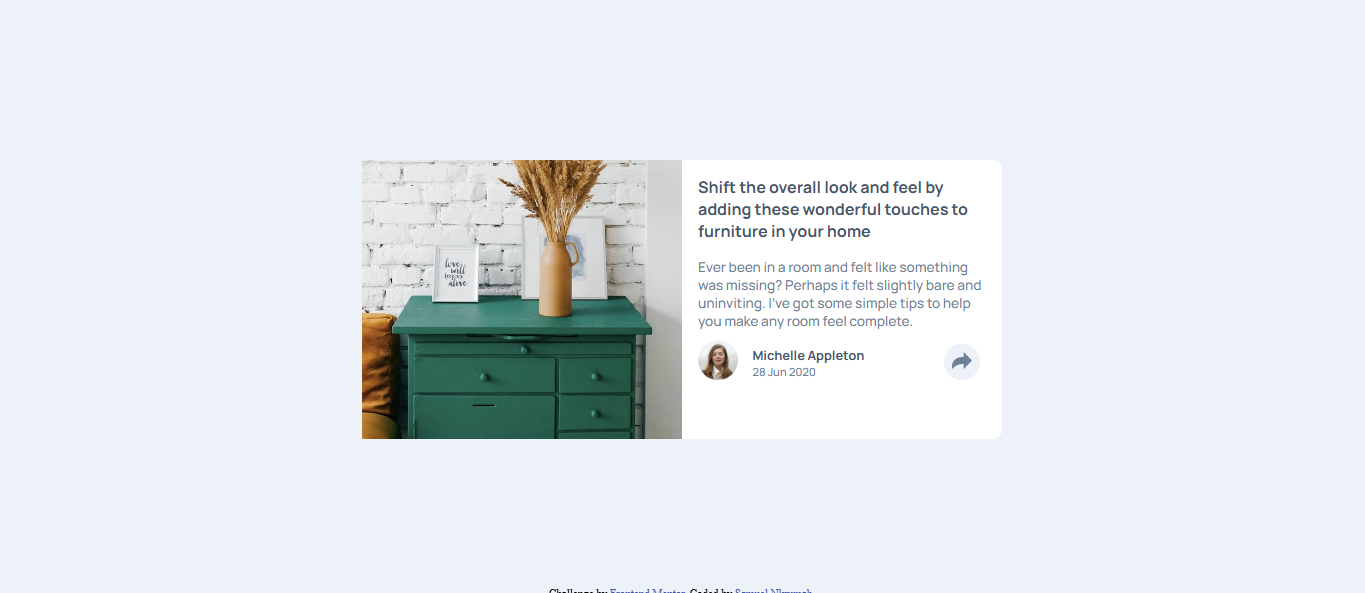 love
will
keep us
alive
Shift the overall look and feel by
adding these wonderful touches to
furniture in your home
Ever been in a room and felt like something
was missing? Perhaps it felt slightly bare and
uninviting. I've got some simple tips to help
you make any room feel complete.
Michelle Appleton
28 Jun 2020
Challenge by Frontend Mentor. Coded by Samuel